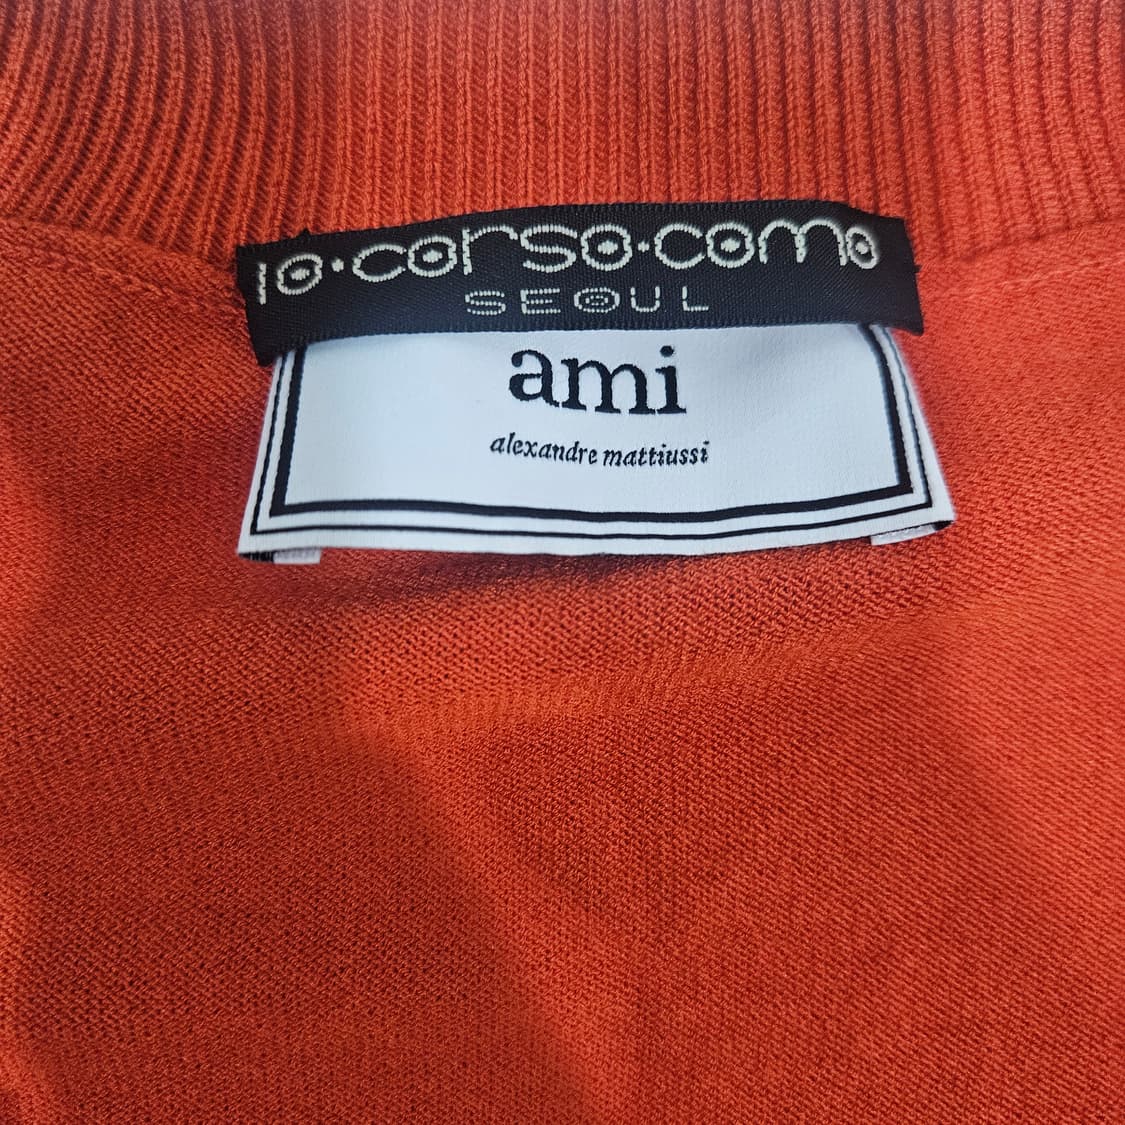 10·corso·como
SEOUL
ami
alexandre mattiussi